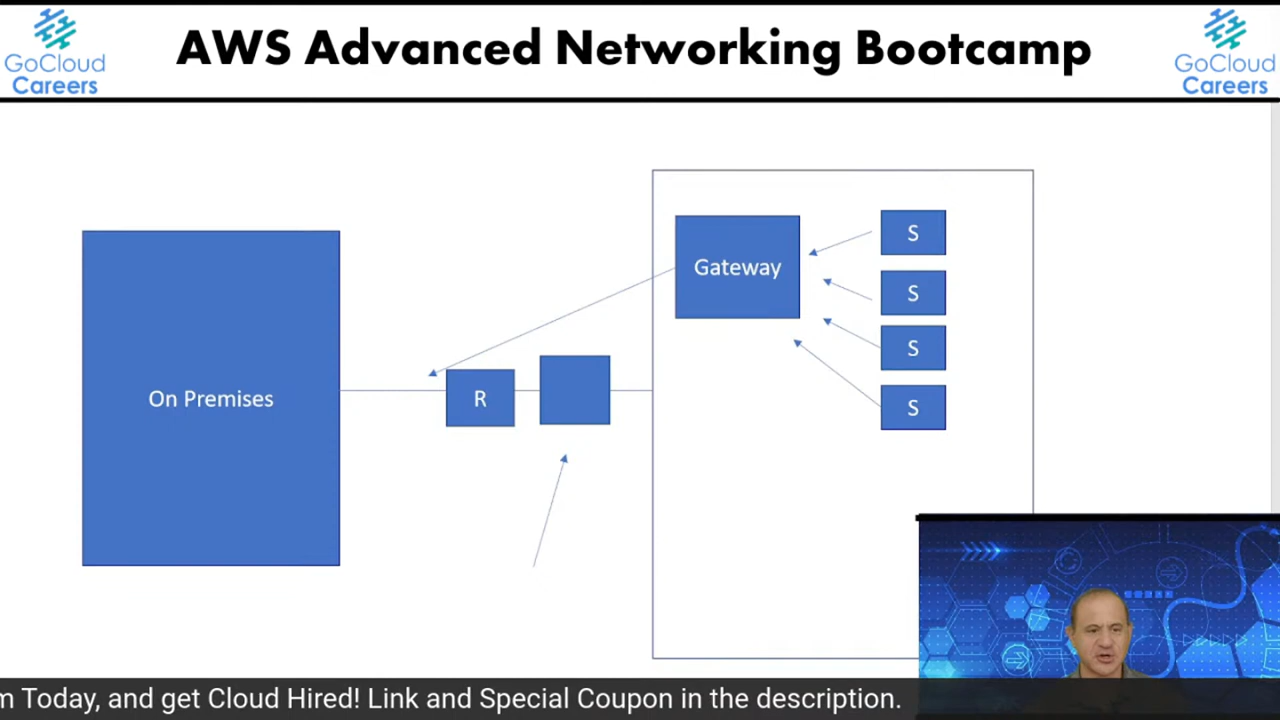 GoCloud
Careers
AWS Advanced Networking Bootcamp
GoCloud
Careers
On Premises
R
Gateway
S
S
S
S
Today, and get Cloud Hired! Link and Special Coupon in the description.